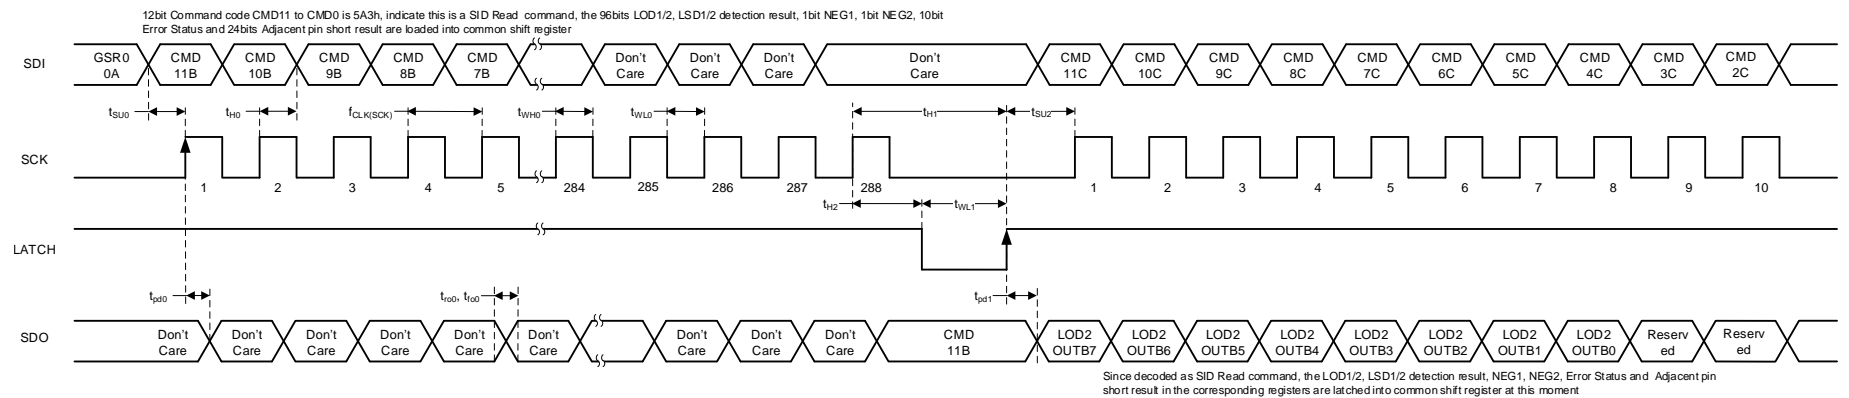 12bit Command code CMD11 to CMD0 is 5A3h, indicate this is a SID Read command, the 96bits LOD1/2, LSD1/2 detection result, 1bit NEG1, 1bit NEG2, 10bit
Error Status and 24bits Adjacent pin short result are loaded into common shift register
SDI
GSR0
0A
CMD
11B
CMD
10B
CMD
9B
CMD
8B
CMD
7B
Don't
Care
Don't
Care
Don't
Care
Don't
Care
CMD
11C
CMD
10C
CMD
9C
CMD
8C
CMD
7C
CMD
6C
CMD
5C
CMD
4C
CMD
3C
CMD
2C
tSU0
tH0
fCLK(SCK)
tWH0
tWL0
tH1
tSU2
SCK
1
2
3
4
5
284
285
286
287
288
1
2
3
4
5
6
7
8
9
10
tH2
tWL1
LATCH
tpd0
tro0, tfo0
tpd1
SDO
Don't
Care
Don't
Care
Don't
Care
Don't
Care
Don't
Care
Don't
Care
Don't
Care
Don't
Care
Don't
Care
CMD
11B
LOD2
OUTB7
LOD2
OUTB6
LOD2
OUTB5
LOD2
OUTB4
LOD2
OUTB3
LOD2
OUTB2
LOD2
OUTB1
LOD2
OUTB0
Reserv
ed
Reserv
ed
Since decoded as SID Read command, the LOD1/2, LSD1/2 detection result, NEG1, NEG2, Error Status and Adjacent pin
short result in the corresponding registers are latched into common shift register at this moment